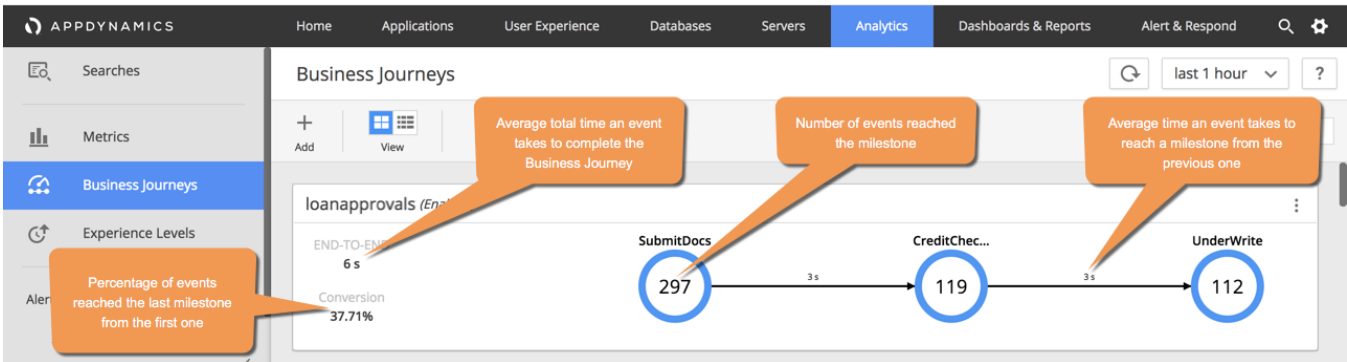 APPDYNAMICS
Home Applications User Experience Databases Servers Analytics Dashboards & Reports Alert & Respond
Searches
Metrics
Business Journeys
Experience Levels
Business Journeys
last 1 hour
?
Add
View
Average total time an event
takes to complete the
Business Journey
Number of events reached
the milestone
Average time an event takes to
reach a milestone from the
previous one
loanapprovals
END-TO-EN
6 s
Conversion
37.71%
Percentage of events
reached the last milestone
from the first one
SubmitDocs
297
3 s
CreditChec...
119
3 s
UnderWrite
112